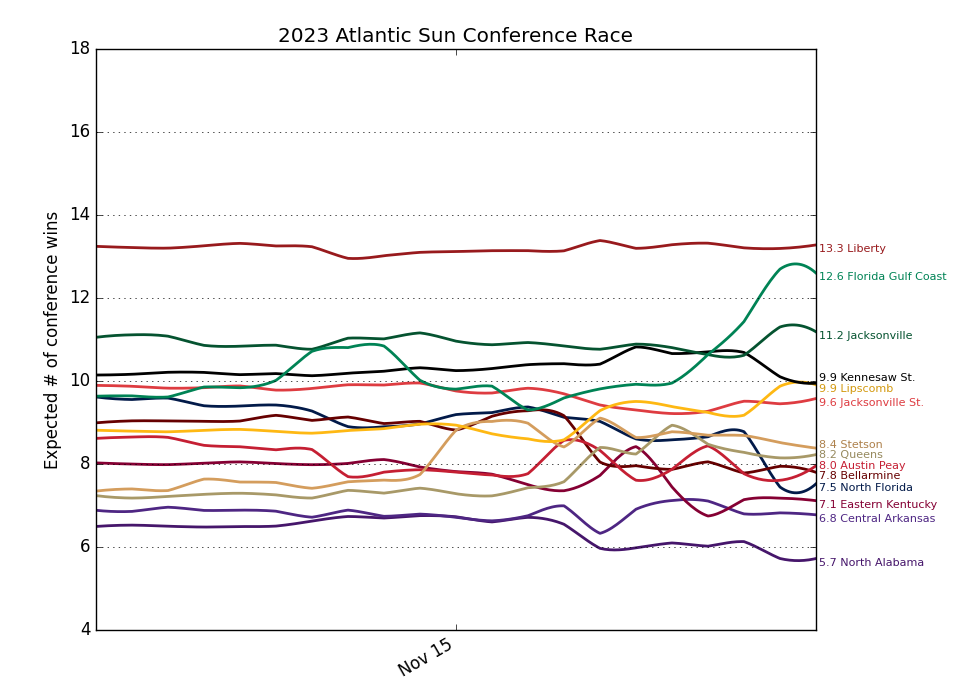 2023 Atlantic Sun Conference Race
Expected # of conference wins
18
16
14
12
10
8
6
4
Nov 15
13.3 Liberty
12.6 Florida Gulf Coast
11.2 Jacksonville
9.9 Kennesaw St.
9.9 Lipscomb
9.6 Jacksonville St.
8.4 Stetson
8.2 Queens
8.0 Austin Peay
7.8 Bellarmine
7.5 North Florida
7.1 Eastern Kentucky
6.8 Central Arkansas
5.7 North Alabama